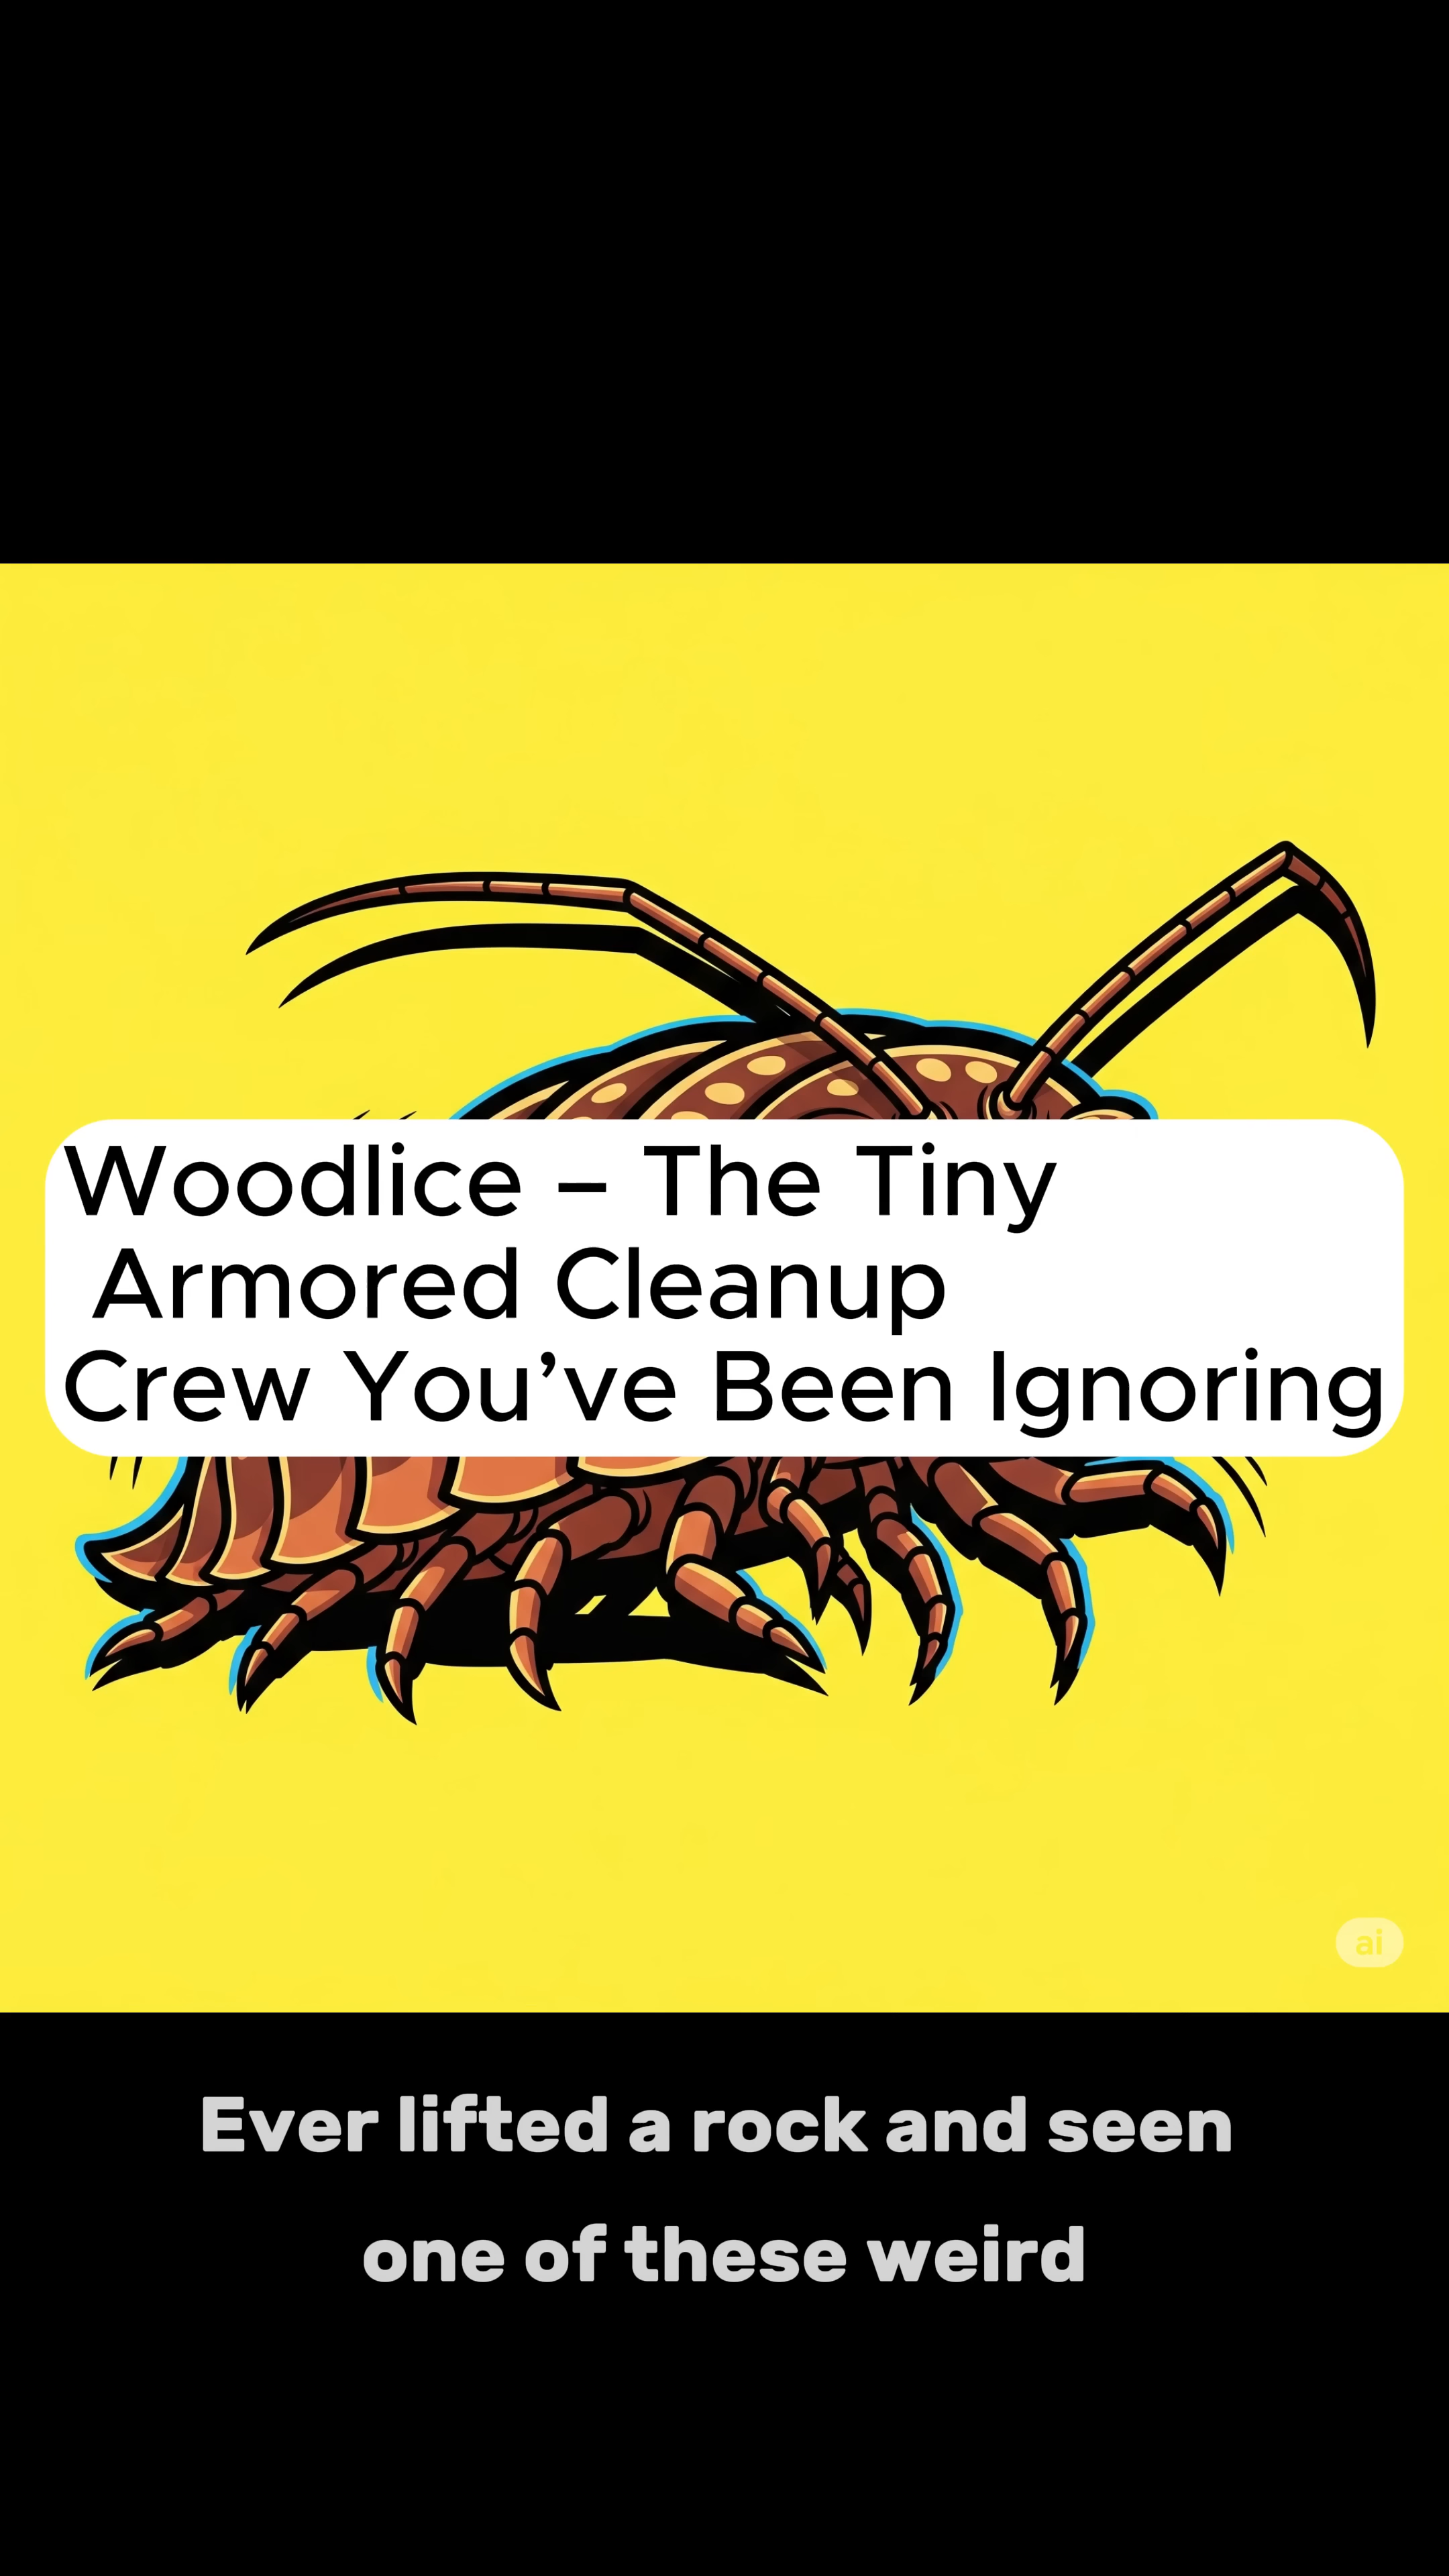 Woodlice – The Tiny
Armored Cleanup
Crew You’ve Been Ignoring
ai
Ever lifted a rock and seen
one of these weird